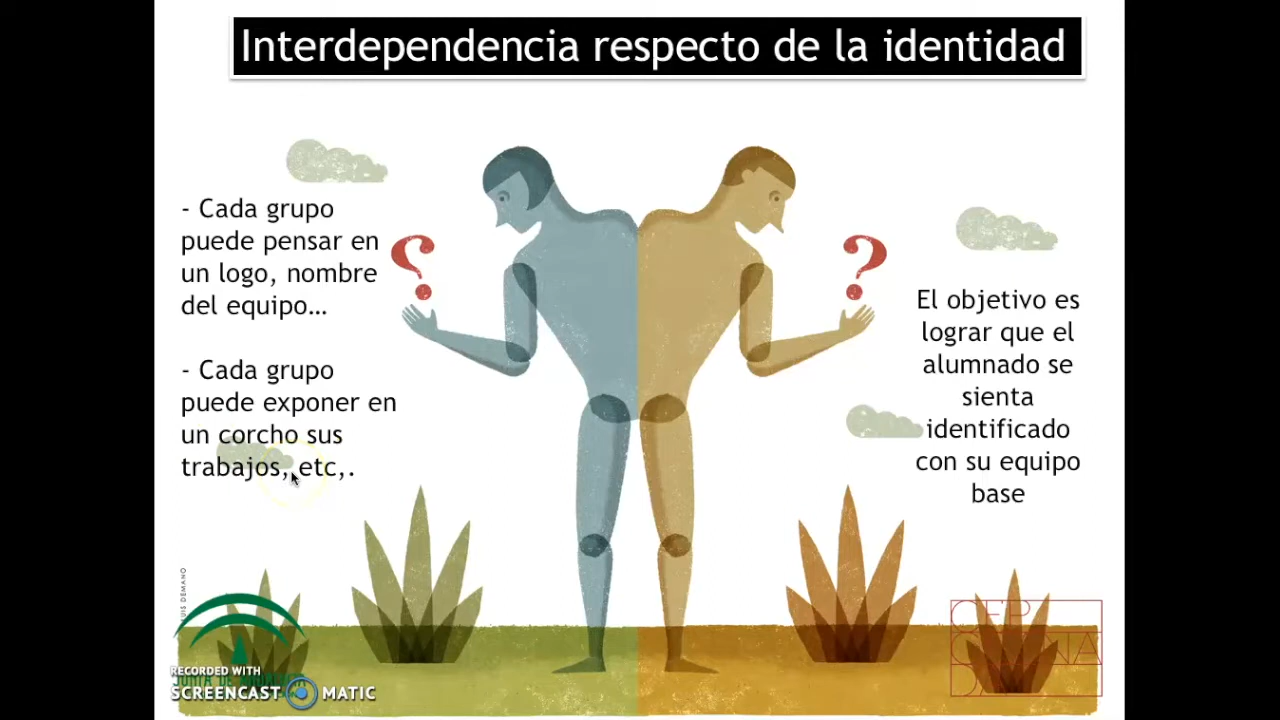 Interdependencia respecto de la identidad
- Cada grupo
puede pensar en
un logo, nombre
del equipo...
- Cada grupo
puede exponer en
un corcho sus
trabajos, etc,.
?
?
El objetivo es
lograr que el
alumnado se
sienta
identificado
con su equipo
base
DEMANO
RECORDED WITH
SCREENCAST MATIC
CEP